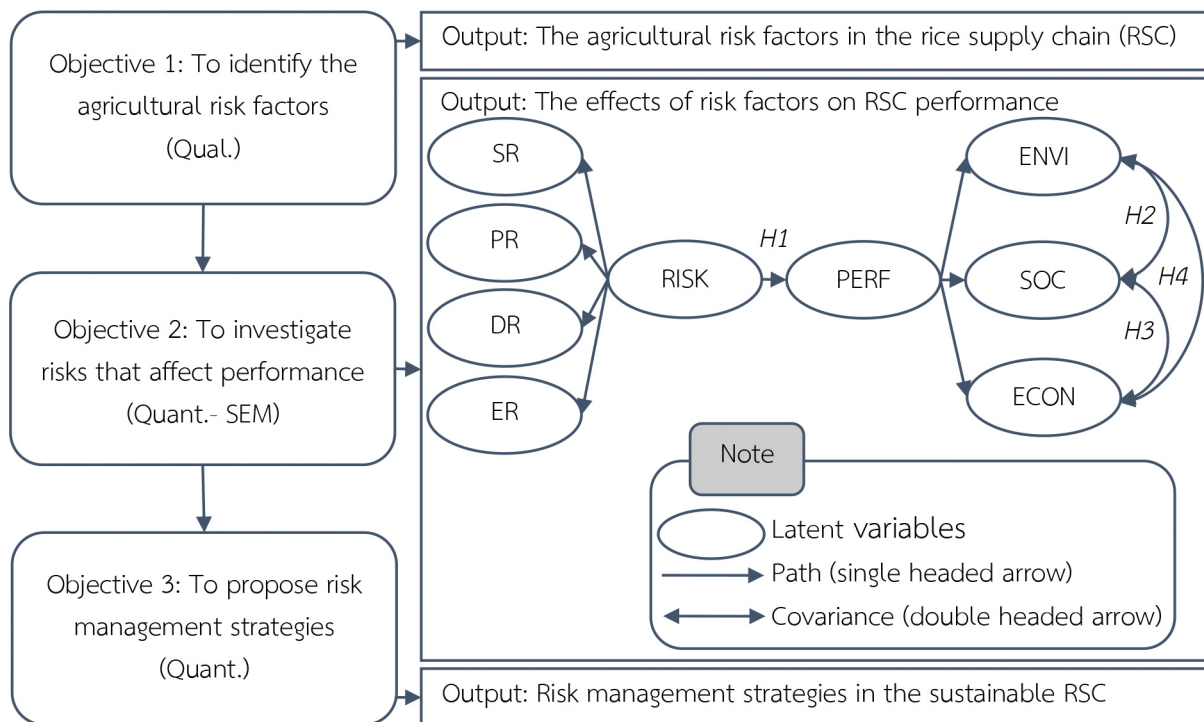 Objective 1: To identify the
agricultural risk factors
(Qual.)
Output: The agricultural risk factors in the rice supply chain (RSC)
Objective 2: To investigate
risks that affect performance
(Quant.- SEM)
Output: The effects of risk factors on RSC performance
SR
PR
DR
ER
RISK
H1
PERF
ENVI
SOC
ECON
H2
H4
H3
Note
Latent variables
Path (single headed arrow)
Covariance (double headed arrow)
Objective 3: To propose risk
management strategies
(Quant.)
Output: Risk management strategies in the sustainable RSC